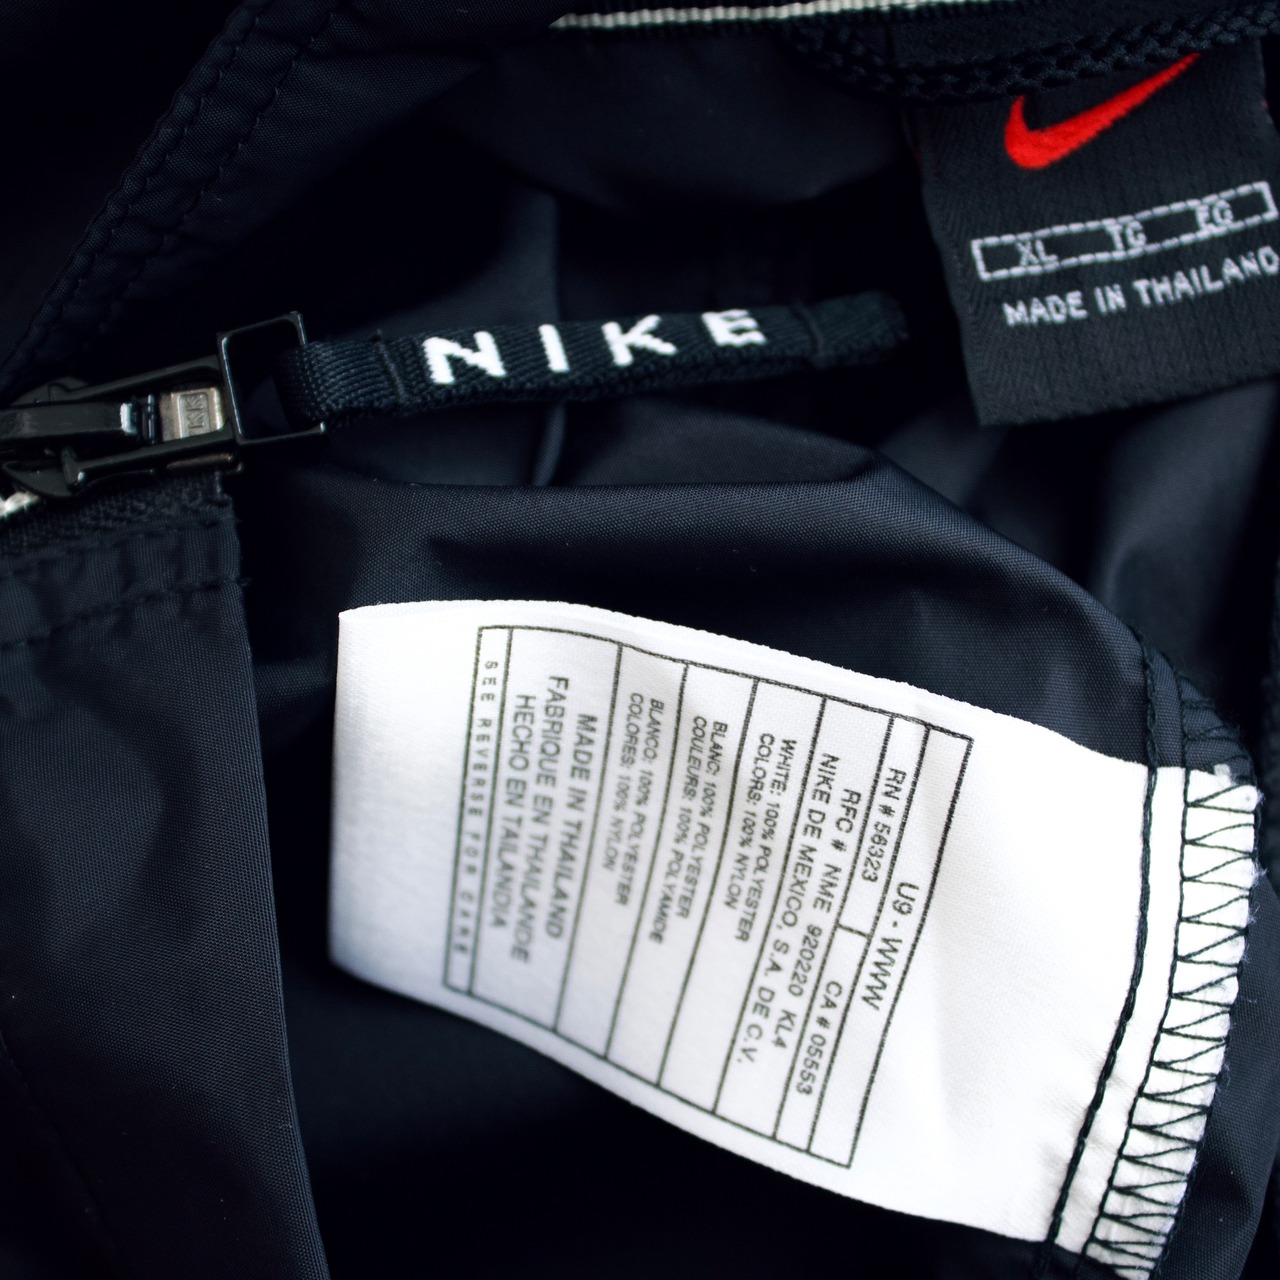 XL TG EG
MADE IN THAILAND
NIKE
U9 - WWW
RN # 56323 CA # 05553
RFC # NME 920220 KL4
NIKE DE MEXICO, S.A. DE C.V.
WHITE: 100% POLYESTER
COLORS: 100% NYLON
BLANC: 100% POLYESTER
COULEURS: 100% POLYAMIDE
BLANCO: 100% POLYESTER
COLORES: 100% NYLON
MADE IN THAILAND
FABRIQUE EN THAILANDE
HECHO EN TAILANDIA
SEE REVERSE FOR CARE